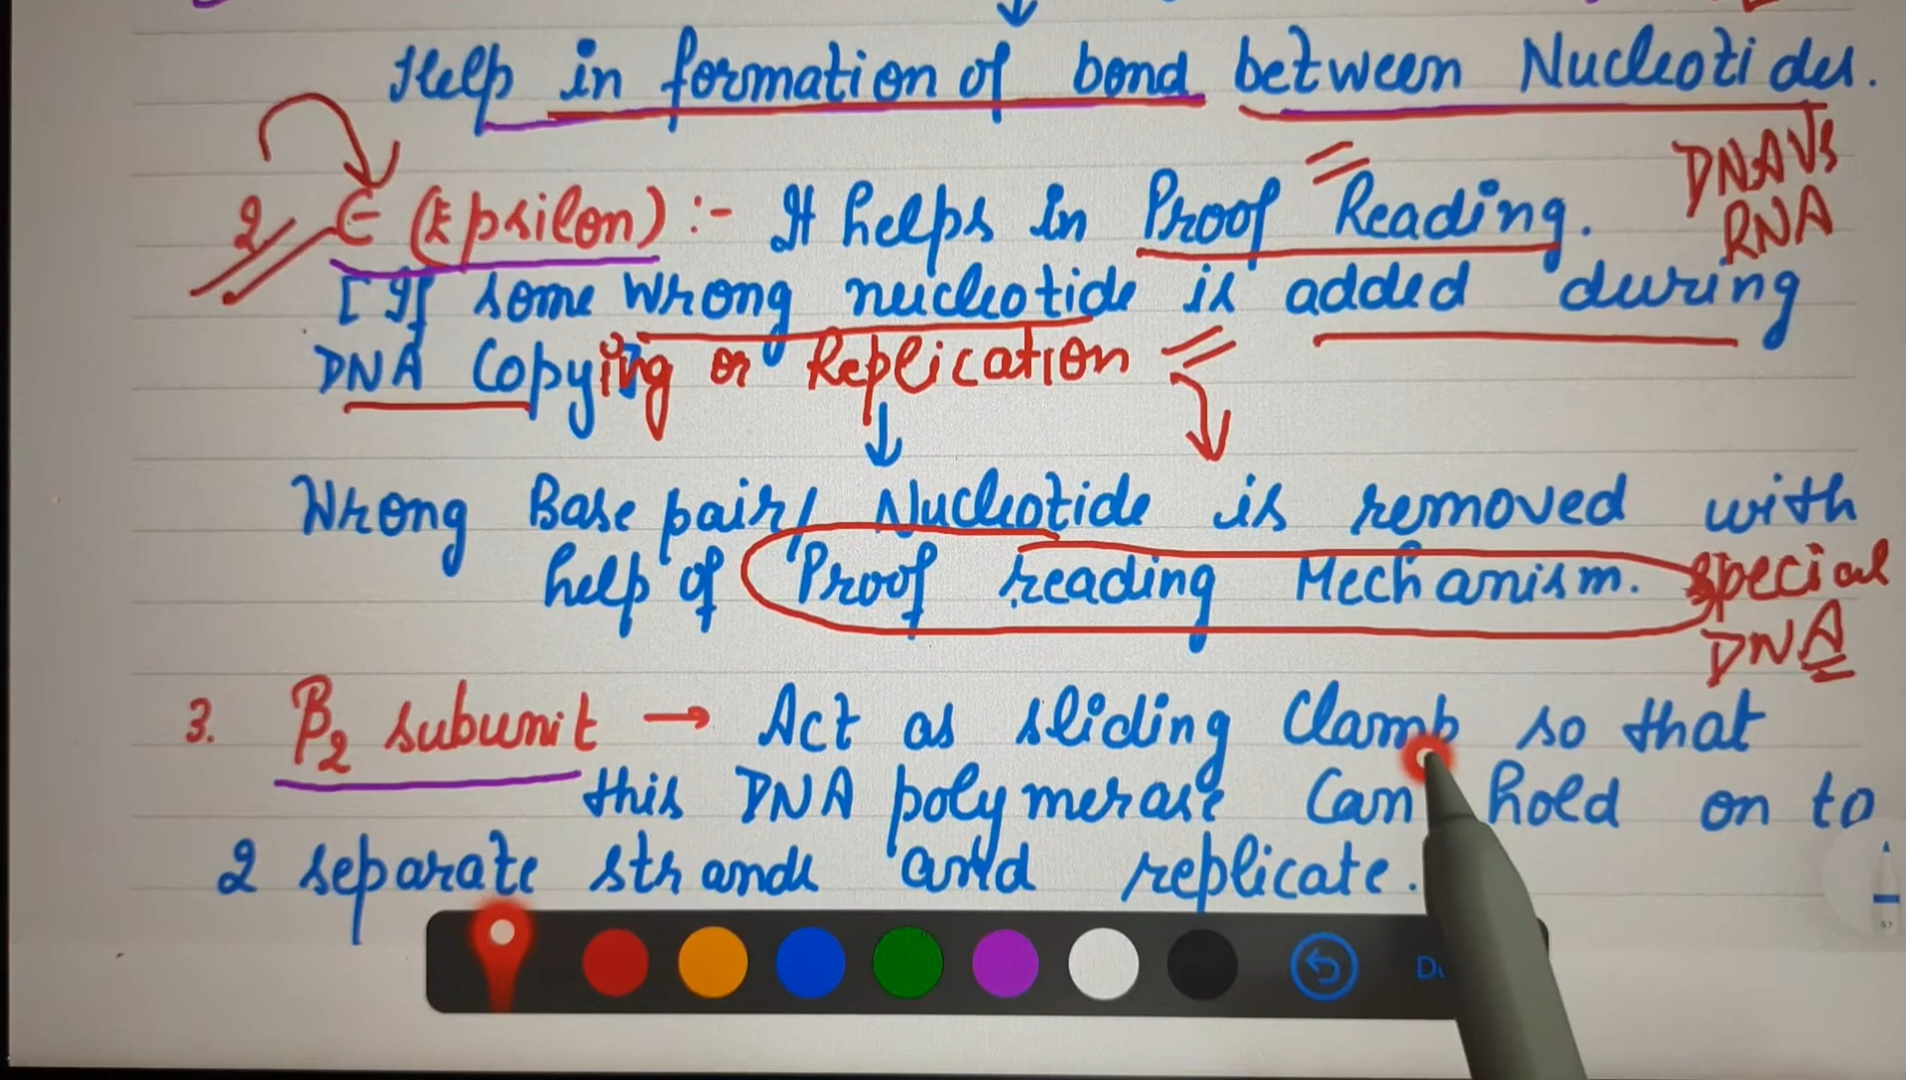 Help in formation of bond between Nucleotides.
DNA Vs
RNA
2 ε (Epsilon) :- It helps in Proof Reading.
[If some wrong nucleotide is added during
DNA Copying or Replication
Wrong Base pair/ Nucleotide is removed with
help of Proof reading Mechanism.
special
DNA
3. β2 subunit → Act as sliding Clamb so that
this DNA polymerase Can hold on to
2 separate strands and replicate.